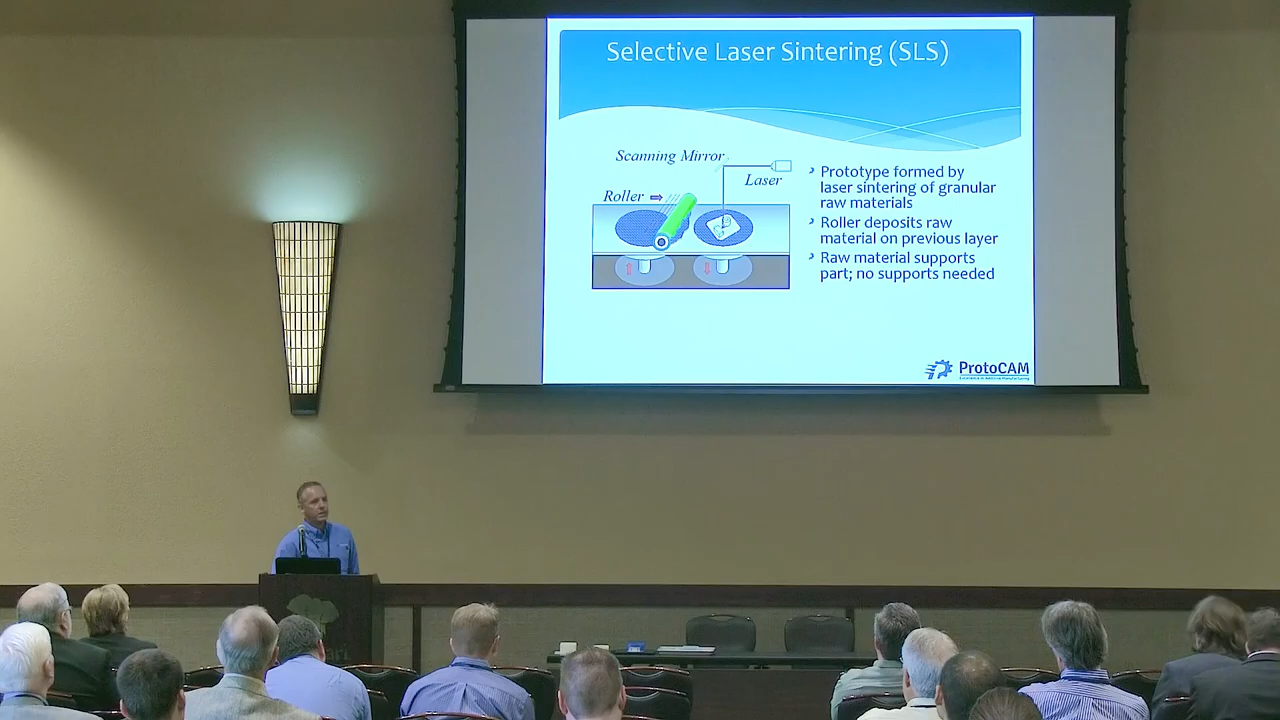 Selective Laser Sintering (SLS)
Scanning Mirror
Laser
Roller
Prototype formed by
laser sintering of granular
raw materials
Roller deposits raw
material on previous layer
Raw material supports
part; no supports needed
ProtoCAM